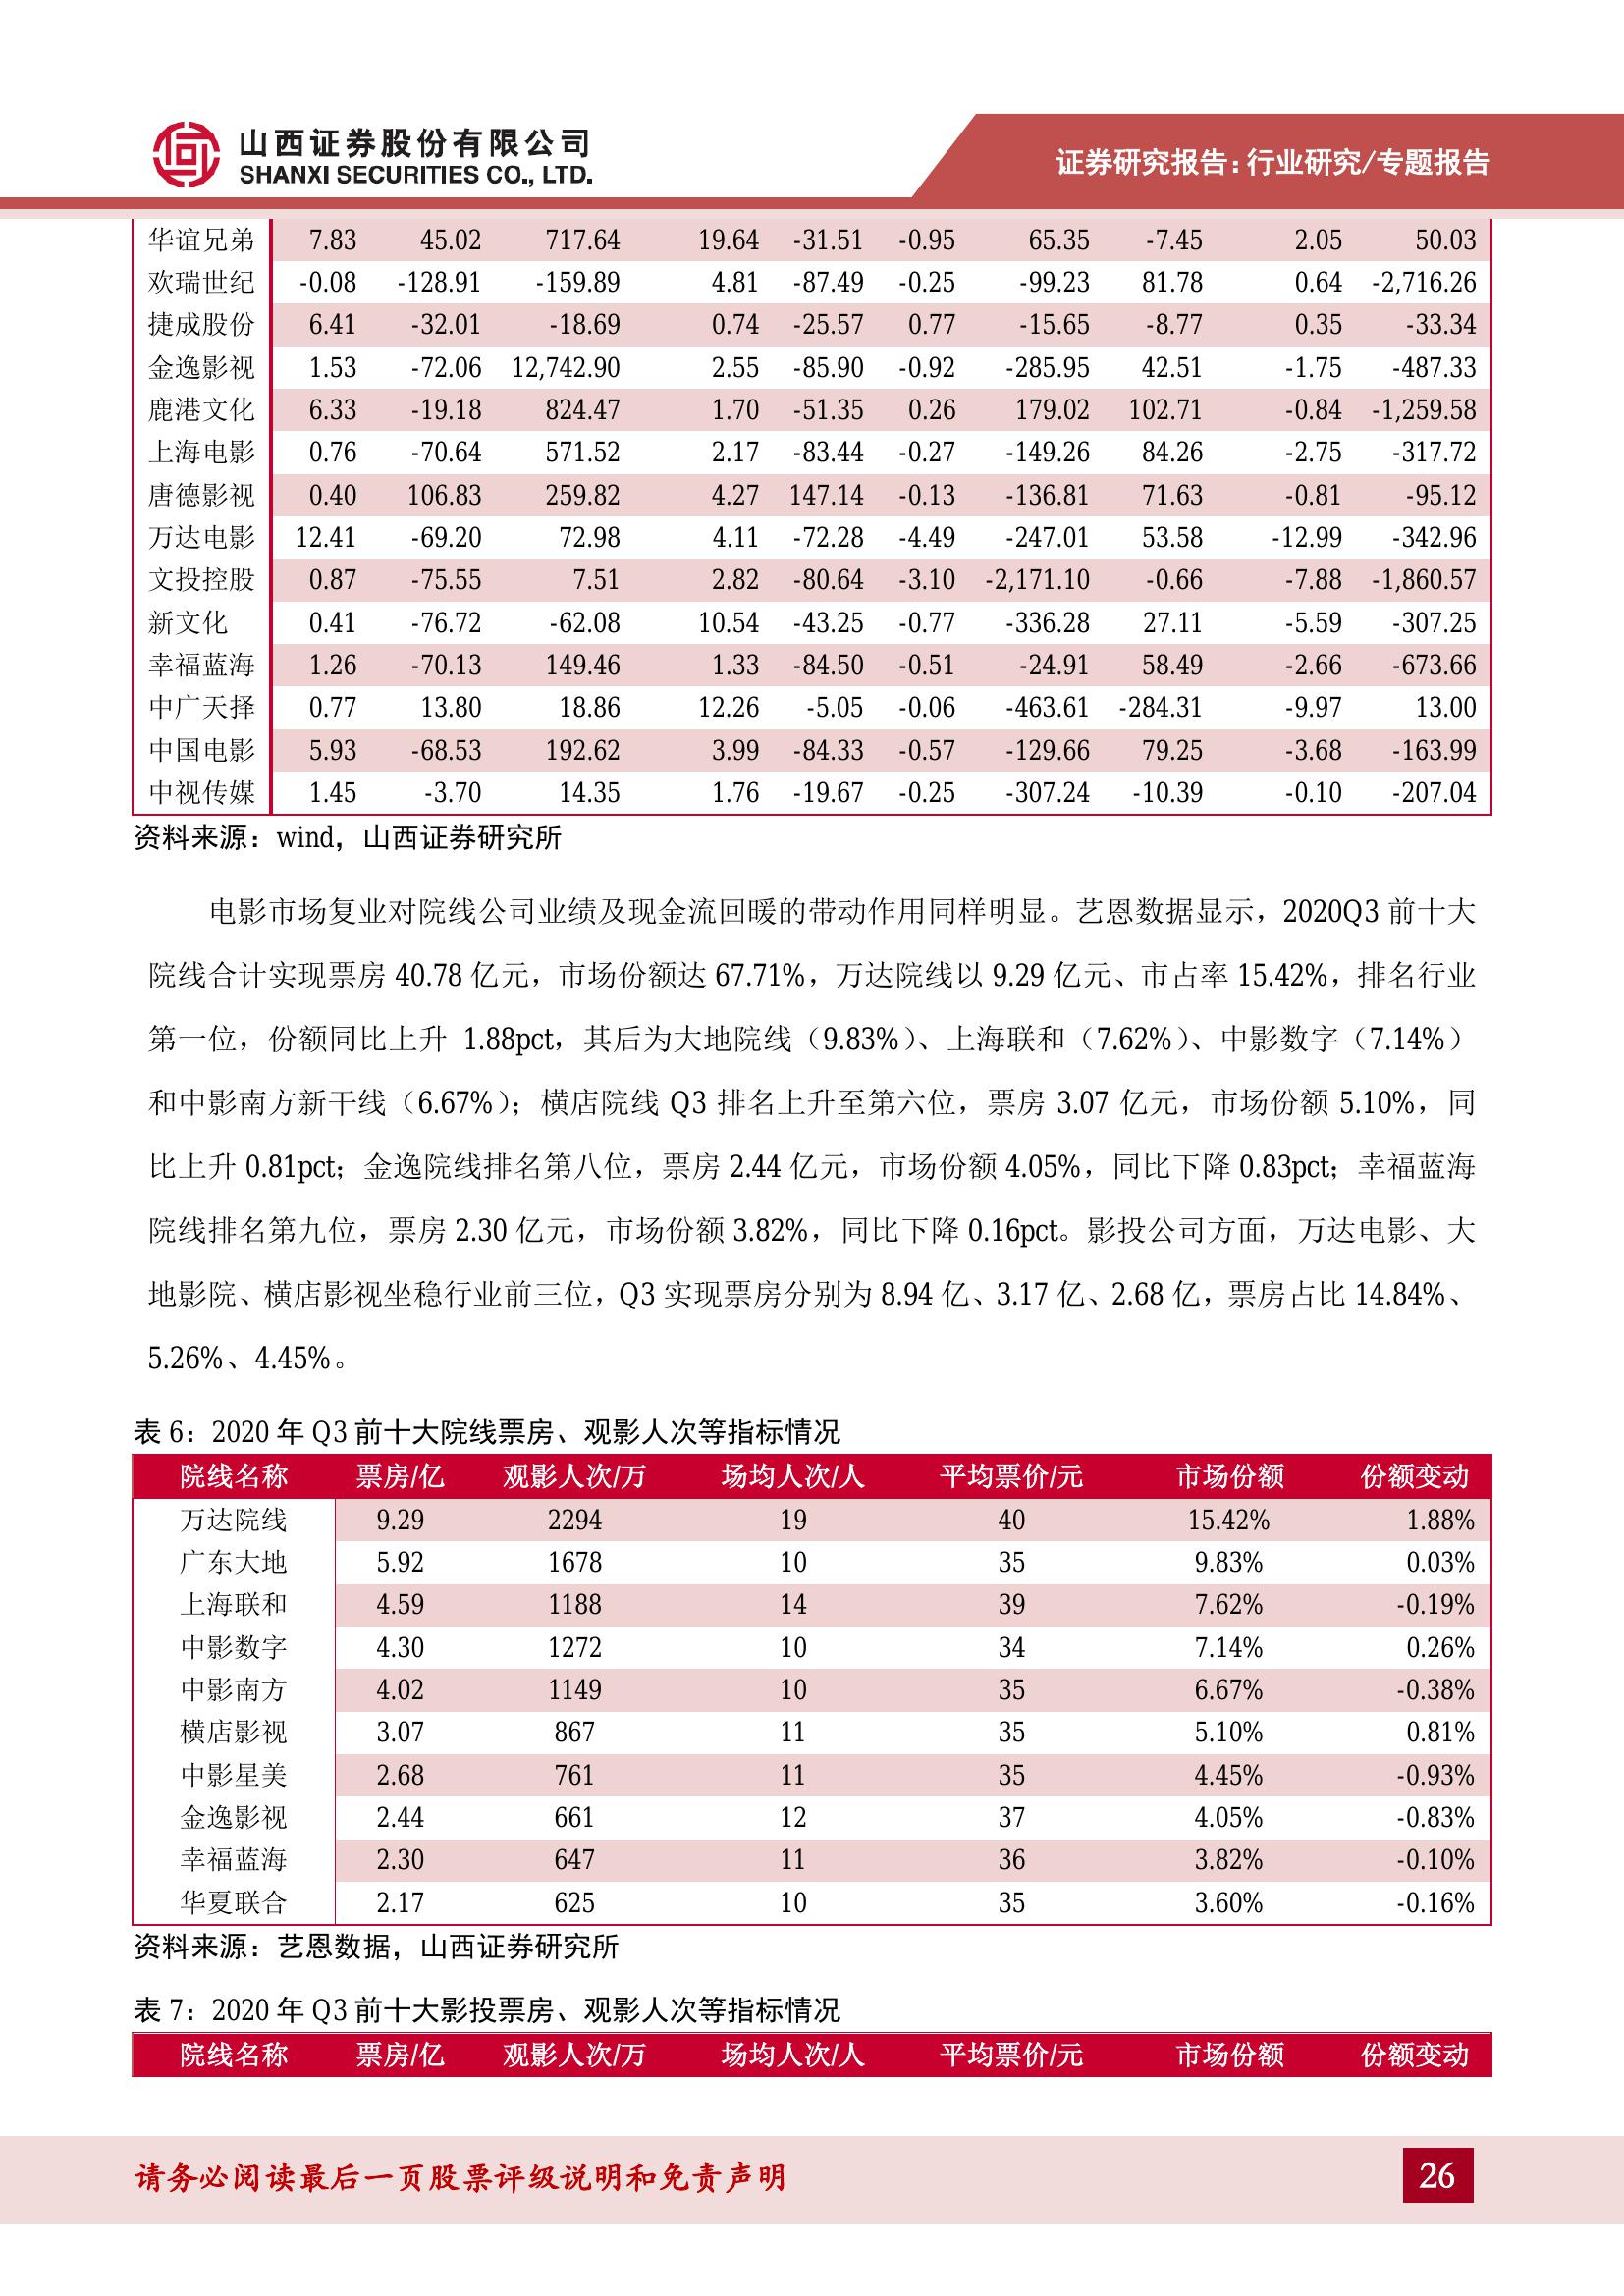 山西证券股份有限公司
SHANXI SECURITIES CO., LTD.
证券研究报告：行业研究/专题报告
华谊兄弟 7.83 45.02 717.64 19.64 -31.51 -0.95 65.35 -7.45 2.05 50.03
欢瑞世纪 -0.08 -128.91 -159.89 4.81 -87.49 -0.25 -99.23 81.78 0.64 -2,716.26
捷成股份 6.41 -32.01 -18.69 0.74 -25.57 0.77 -15.65 -8.77 0.35 -33.34
金逸影视 1.53 -72.06 12,742.90 2.55 -85.90 -0.92 -285.95 42.51 -1.75 -487.33
鹿港文化 6.33 -19.18 824.47 1.70 -51.35 0.26 179.02 102.71 -0.84 -1,259.58
上海电影 0.76 -70.64 571.52 2.17 -83.44 -0.27 -149.26 84.26 -2.75 -317.72
唐德影视 0.40 106.83 259.82 4.27 147.14 -0.13 -136.81 71.63 -0.81 -95.12
万达电影 12.41 -69.20 72.98 4.11 -72.28 -4.49 -247.01 53.58 -12.99 -342.96
文投控股 0.87 -75.55 7.51 2.82 -80.64 -3.10 -2,171.10 -0.66 -7.88 -1,860.57
新文化 0.41 -76.72 -62.08 10.54 -43.25 -0.77 -336.28 27.11 -5.59 -307.25
幸福蓝海 1.26 -70.13 149.46 1.33 -84.50 -0.51 -24.91 58.49 -2.66 -673.66
中广天择 0.77 13.80 18.86 12.26 -5.05 -0.06 -463.61 -284.31 -9.97 13.00
中国电影 5.93 -68.53 192.62 3.99 -84.33 -0.57 -129.66 79.25 -3.68 -163.99
中视传媒 1.45 -3.70 14.35 1.76 -19.67 -0.25 -307.24 -10.39 -0.10 -207.04
资料来源：wind，山西证券研究所
电影市场复业对院线公司业绩及现金流回暖的带动作用同样明显。艺恩数据显示，2020Q3 前十大
院线合计实现票房 40.78 亿元，市场份额达 67.71%，万达院线以 9.29 亿元、市占率 15.42%，排名行业
第一位，份额同比上升 1.88pct，其后为大地院线（9.83%）、上海联和（7.62%）、中影数字（7.14%）
和中影南方新干线（6.67%）；横店院线 Q3 排名上升至第六位，票房 3.07 亿元，市场份额 5.10%，同
比上升 0.81pct；金逸院线排名第八位，票房 2.44 亿元，市场份额 4.05%，同比下降 0.83pct；幸福蓝海
院线排名第九位，票房 2.30 亿元，市场份额 3.82%，同比下降 0.16pct。影投公司方面，万达电影、大
地影院、横店影视坐稳行业前三位，Q3 实现票房分别为 8.94 亿、3.17 亿、2.68 亿，票房占比 14.84%、
5.26%、4.45%。
表 6：2020 年 Q3 前十大院线票房、观影人次等指标情况
院线名称 票房/亿 观影人次/万 场均人次/人 平均票价/元 市场份额 份额变动
万达院线 9.29 2294 19 40 15.42% 1.88%
广东大地 5.92 1678 10 35 9.83% 0.03%
上海联和 4.59 1188 14 39 7.62% -0.19%
中影数字 4.30 1272 10 34 7.14% 0.26%
中影南方 4.02 1149 10 35 6.67% -0.38%
横店影视 3.07 867 11 35 5.10% 0.81%
中影星美 2.68 761 11 35 4.45% -0.93%
金逸影视 2.44 661 12 37 4.05% -0.83%
幸福蓝海 2.30 647 11 36 3.82% -0.10%
华夏联合 2.17 625 10 35 3.60% -0.16%
资料来源：艺恩数据，山西证券研究所
表 7：2020 年 Q3 前十大影投票房、观影人次等指标情况
院线名称 票房/亿 观影人次/万 场均人次/人 平均票价/元 市场份额 份额变动
请务必阅读最后一页股票评级说明和免责声明
26